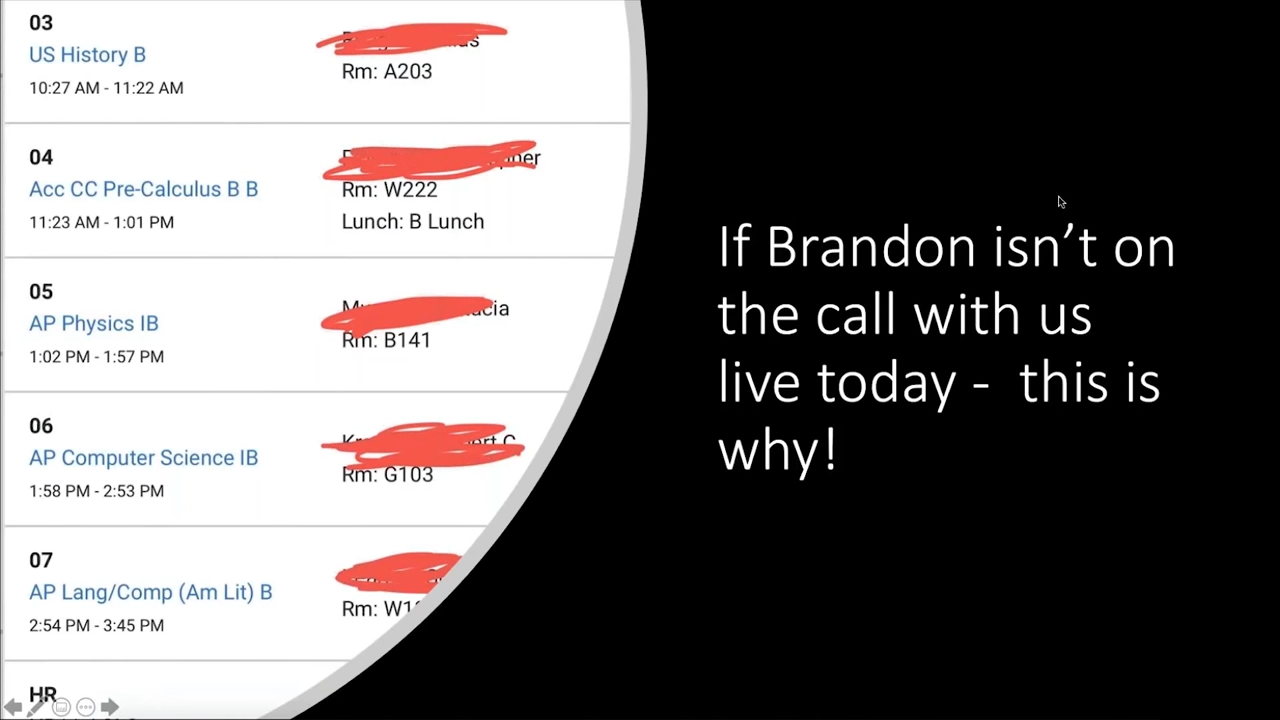 03
US History B
10:27 AM - 11:22 AM
Rm: A203
04
Acc CC Pre-Calculus B B
11:23 AM - 1:01 PM
Rm: W222
Lunch: B Lunch
05
AP Physics IB
1:02 PM - 1:57 PM
Rm: B141
06
AP Computer Science IB
1:58 PM - 2:53 PM
Rm: G103
07
AP Lang/Comp (Am Lit) B
2:54 PM - 3:45 PM
Rm:
HR
If Brandon isn’t on
the call with us
live today -  this is
why!